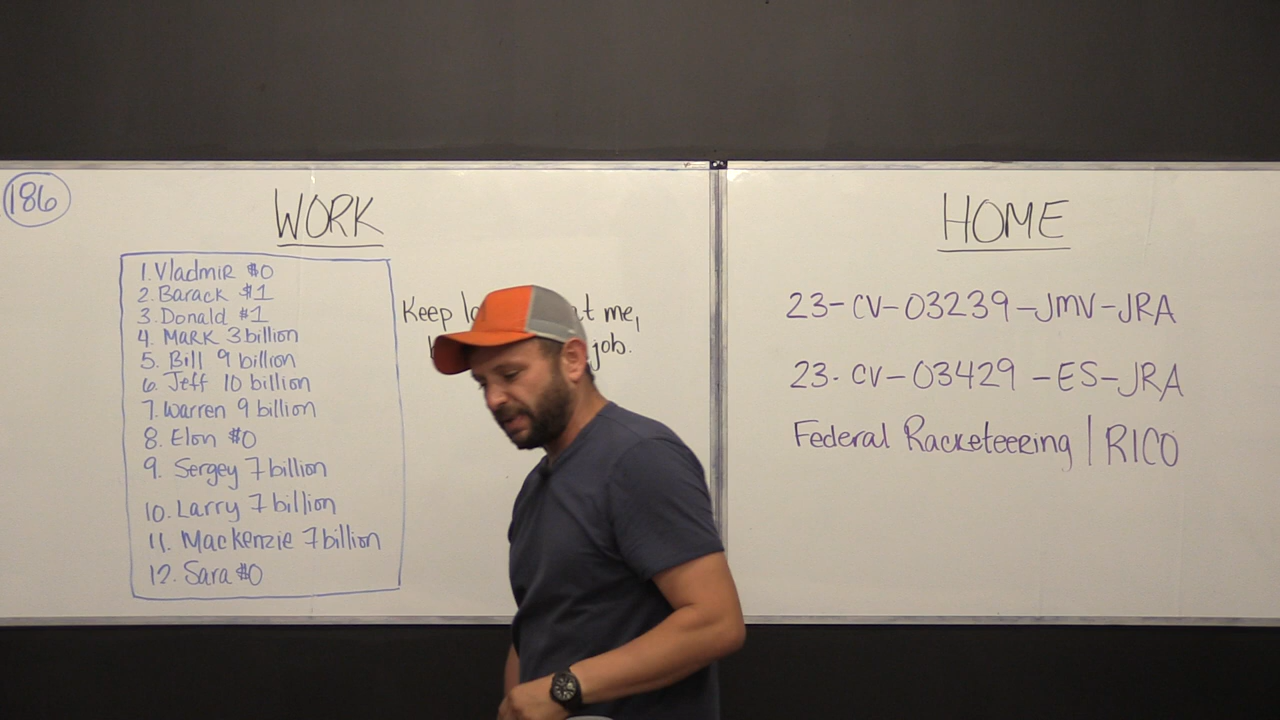 186
WORK
1. Vladmir $0
2. Barack $1
3. Donald $1
4. Mark 3 billion
5. Bill 9 billion
6. Jeff 10 billion
7. Warren 9 billion
8. Elon $0
9. Sergey 7 billion
10. Larry 7 billion
11. Mackenzie 7 billion
12. Sara $0
Keep me,
job.
HOME
23-CV-03239-JMV-JRA
23-CV-03429-ES-JRA
Federal Racketeering | RICO